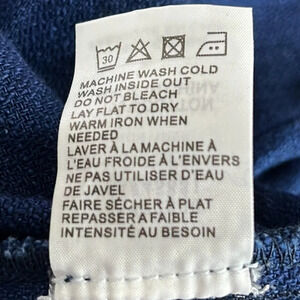 30
MACHINE WASH COLD
WASH INSIDE OUT
DO NOT BLEACH
LAY FLAT TO DRY
WARM IRON WHEN
NEEDED
LAVER À LA MACHINE À
L'EAU FROIDE À L'ENVERS
NE PAS UTILISER D'EAU
DE JAVEL
FAIRE SÉCHER À PLAT
REPASSER A FAIBLE
INTENSITÉ AU BESOIN